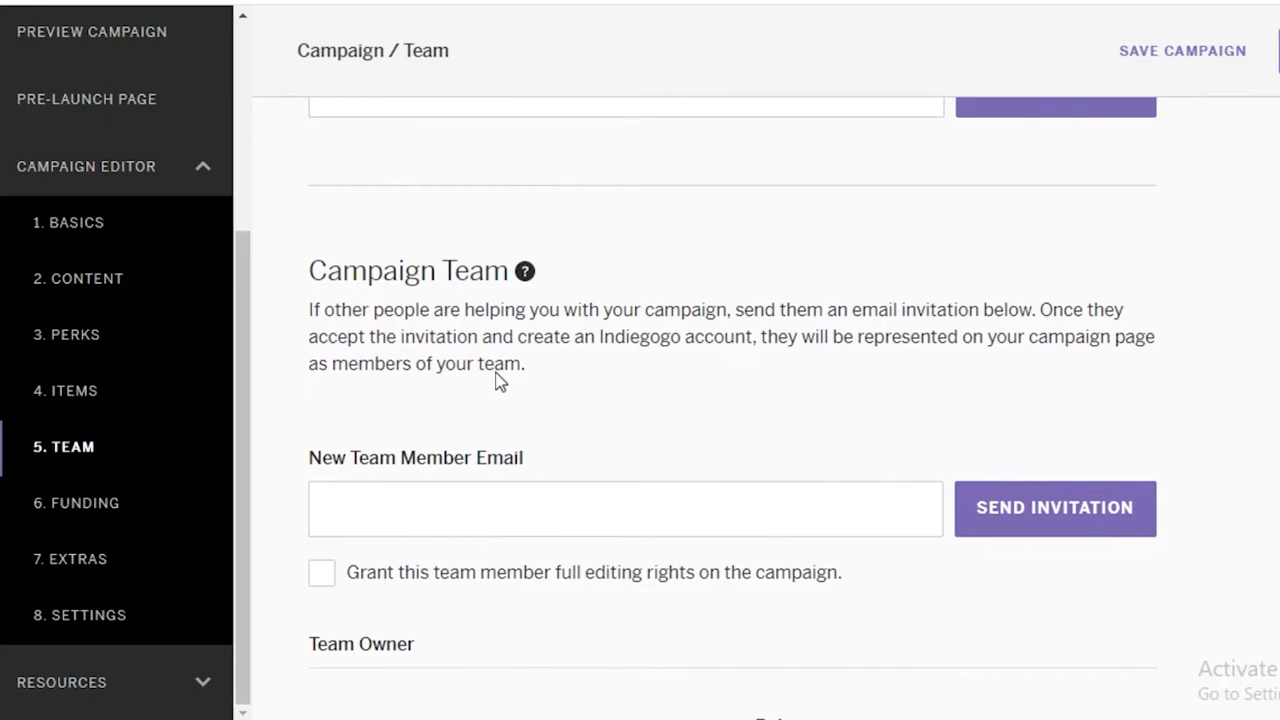 PREVIEW CAMPAIGN
PRE-LAUNCH PAGE
CAMPAIGN EDITOR
1. BASICS
2. CONTENT
3. PERKS
4. ITEMS
5. TEAM
6. FUNDING
7. EXTRAS
8. SETTINGS
RESOURCES
Campaign / Team
SAVE CAMPAIGN
Campaign Team ?
If other people are helping you with your campaign, send them an email invitation below. Once they
accept the invitation and create an Indiegogo account, they will be represented on your campaign page
as members of your team.
New Team Member Email
SEND INVITATION
Grant this team member full editing rights on the campaign.
Team Owner
Activate
Go to Setti